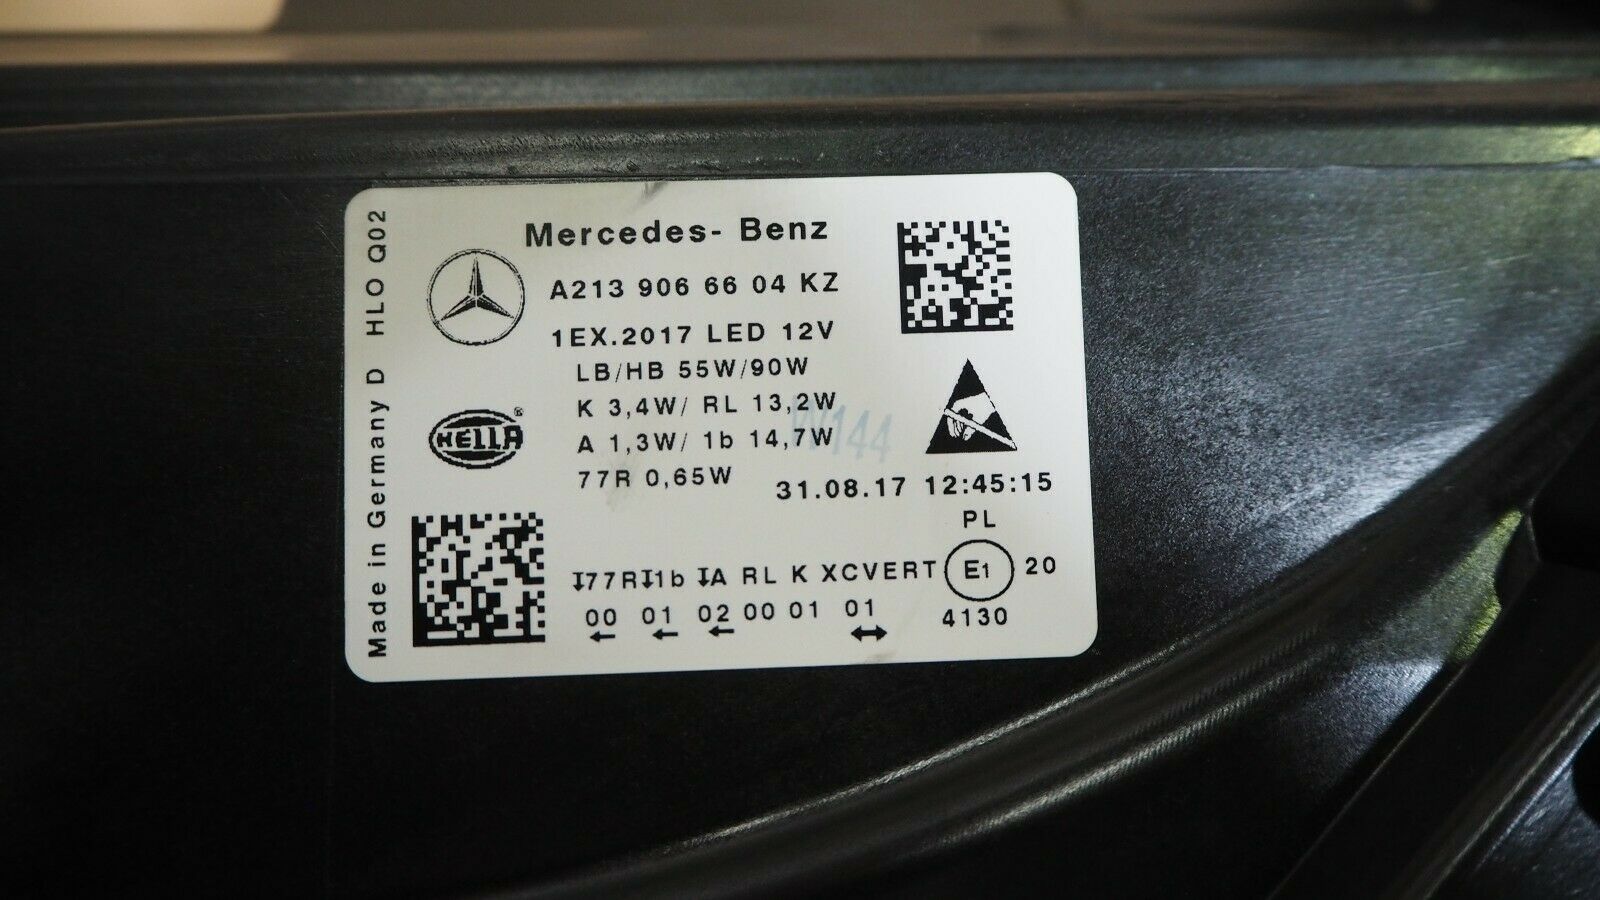 Mercedes- Benz
A213 906 66 04 KZ
1EX.2017 LED 12V
LB/HB 55W/90W
K 3,4W/ RL 13,2W
A 1,3W/ 1b 14,7W
77R 0,65W
W144
31.08.17 12:45:15
PL
77R 1b A RL K XCVERT E1 20
00 01 02 00 01 01 4130
HELLA ®
Made in Germany D HLO Q02